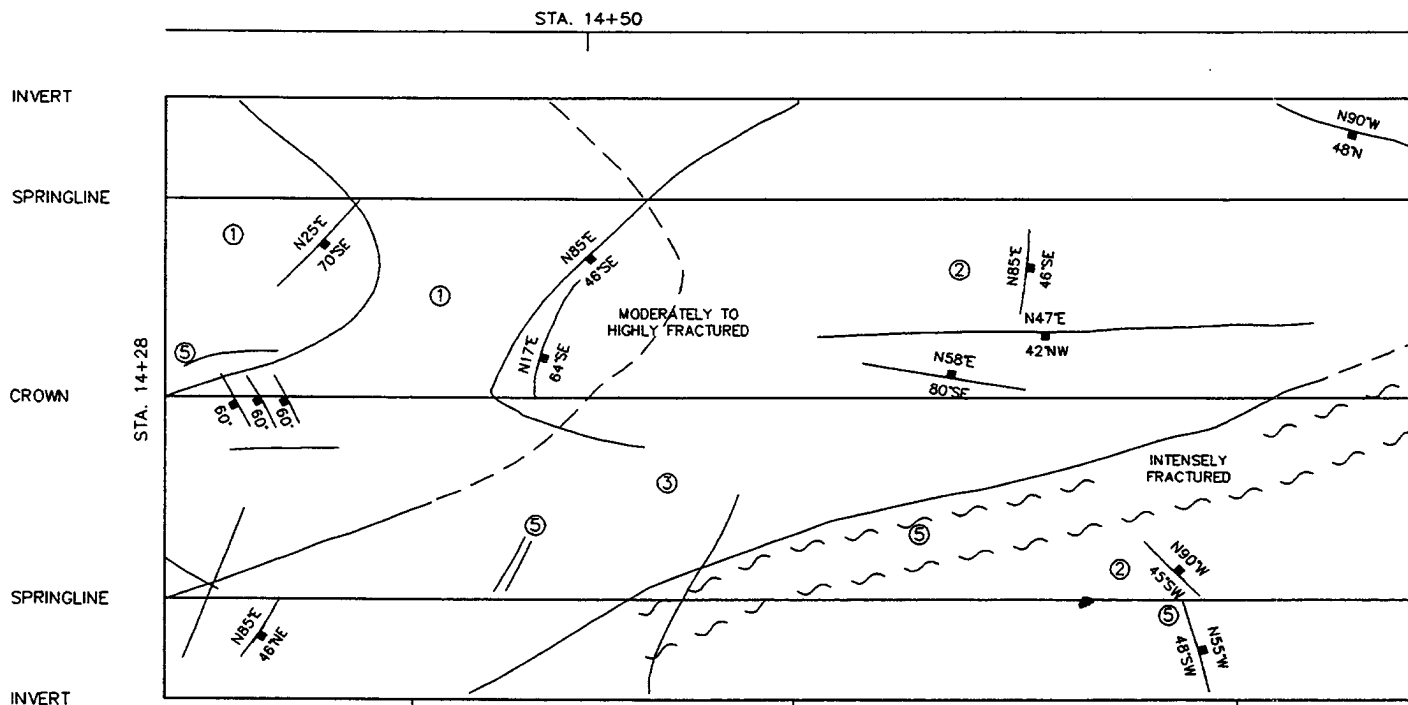 STA. 14+50
INVERT
N90°W
48°N
SPRINGLINE
①
N25°E
70°SE
N85°E
46°SE
②
N85°E
46°SE
①
MODERATELY TO
HIGHLY FRACTURED
N47°E
42°NW
⑤
N17°E
64°SE
N58°E
80°SE
CROWN
STA. 14+28
60°
60°
60°
③
INTENSELY
FRACTURED
⑤
⑤
②
N90°W
45°SW
SPRINGLINE
⑤
N85°E
46°NE
N55°W
48°SW
INVERT